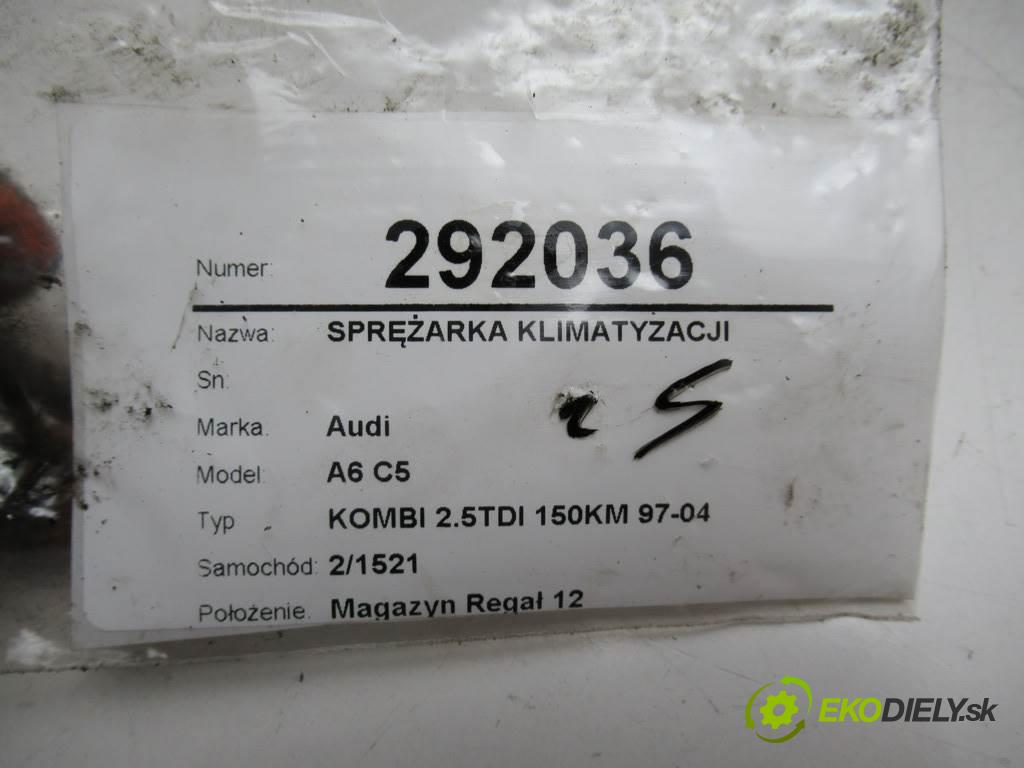 Numer: 292036
Nazwa: SPRĘŻARKA KLIMATYZACJI
Sn:
Marka: Audi
Model: A6 C5
Typ KOMBI 2.5TDI 150KM 97-04
Samochód: 2/1521
Położenie. Magazyn Regał 12
EKODIELY.sk